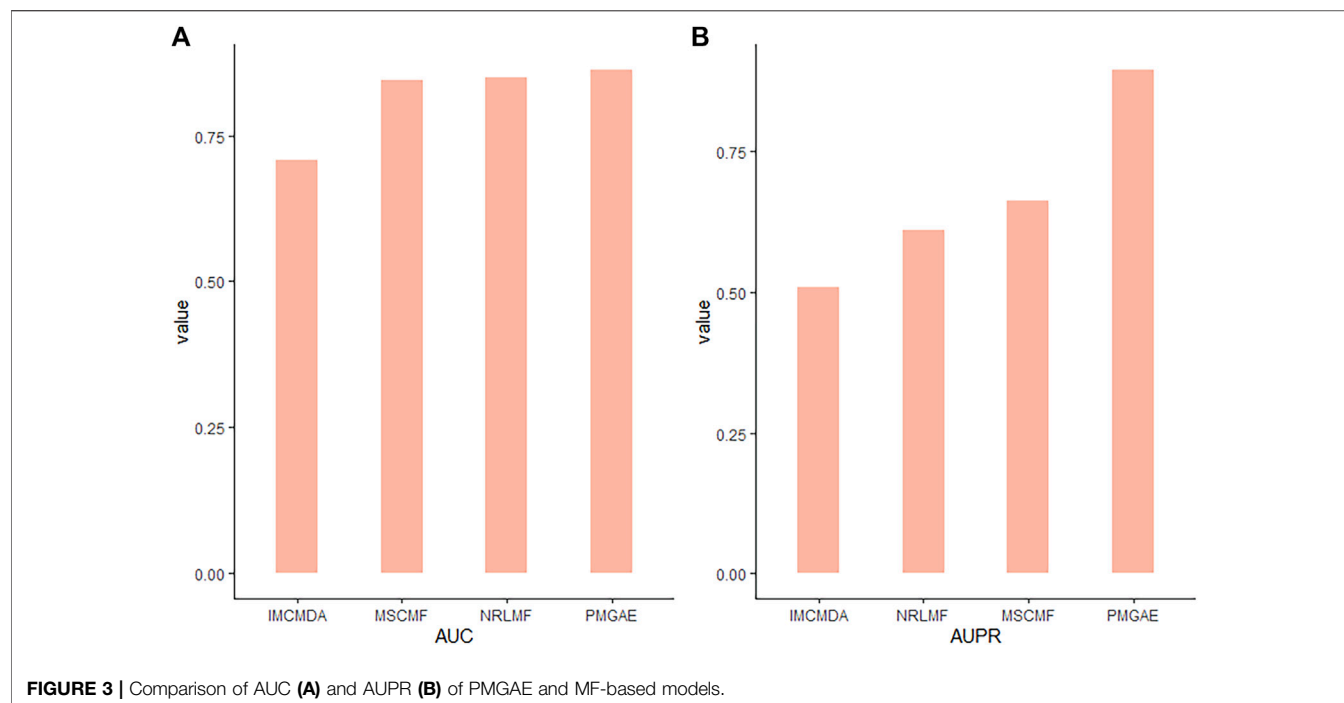 A
0.75
0.50
0.25
0.00
value
IMCMDA MSCMF NRLMF PMGAE
AUC
B
0.75
0.50
0.25
0.00
value
IMCMDA NRLMF MSCMF PMGAE
AUPR
FIGURE 3 | Comparison of AUC (A) and AUPR (B) of PMGAE and MF-based models.